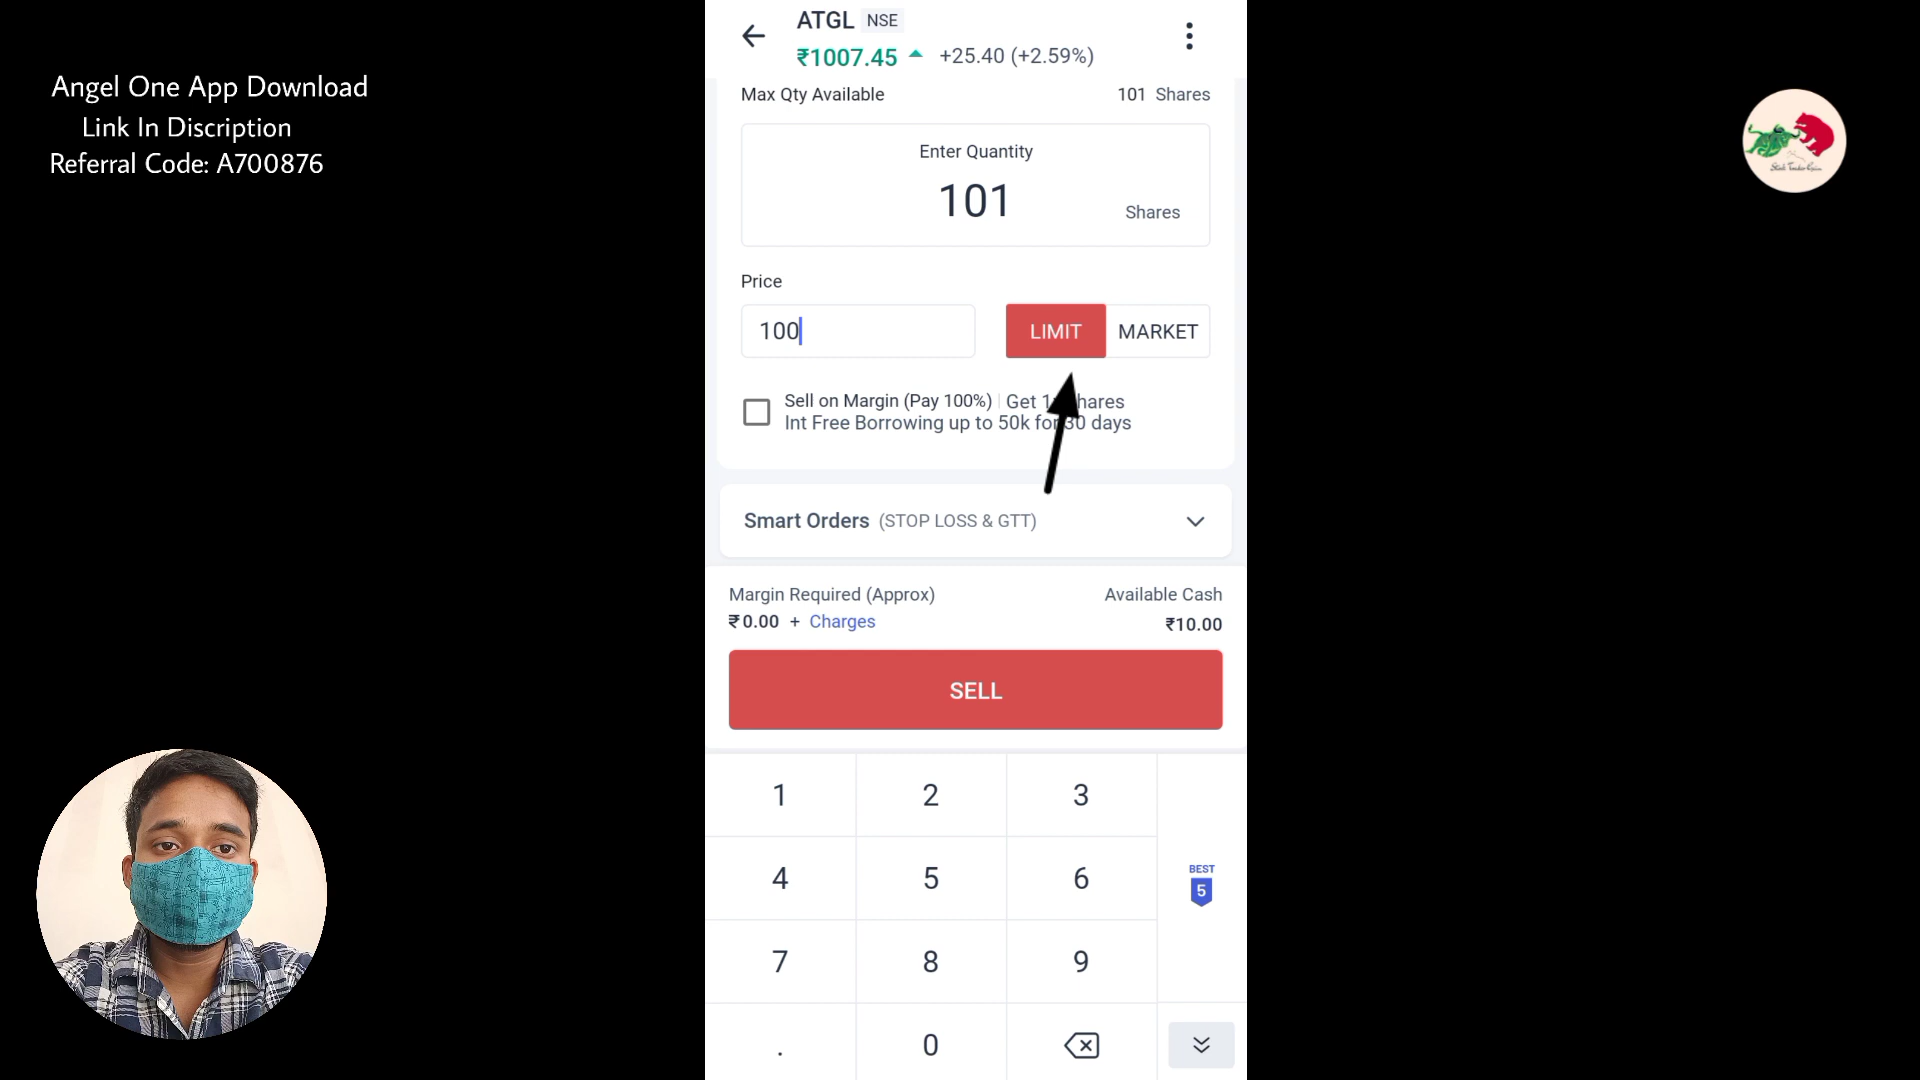 Angel One App Download
Link In Discription
Referral Code: A700876
ATGL NSE
₹1007.45 +25.40 (+2.59%)
Max Qty Available 101 Shares
Enter Quantity
101
Shares
Price
100 LIMIT MARKET
Sell on Margin (Pay 100%) Get
Int Free Borrowing up to 50k for 30 days
Smart Orders (STOP LOSS & GTT)
Margin Required (Approx) Available Cash
₹0.00 + Charges ₹10.00
SELL
1 2 3
4 5 6
BEST
5
7 8 9
. 0